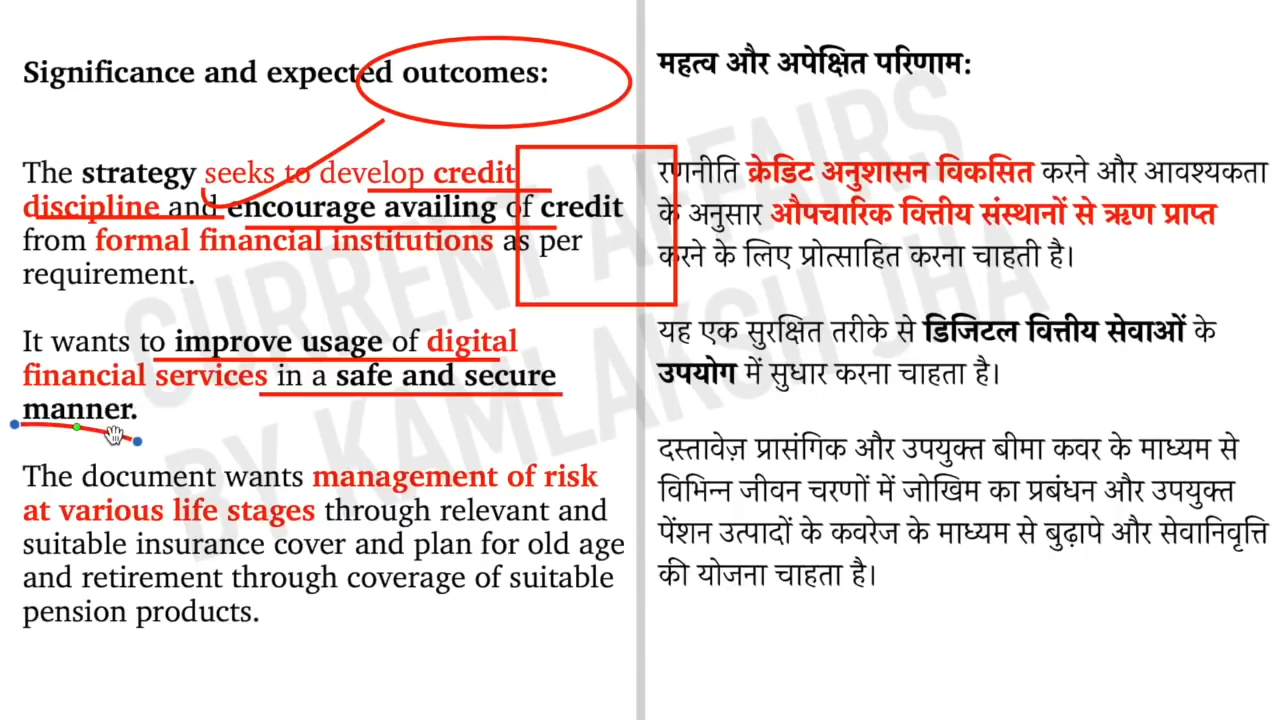 Significance and expected outcomes:
The strategy seeks to develop credit
discipline and encourage availing of credit
from formal financial institutions as per
requirement.
It wants to improve usage of digital
financial services in a safe and secure
manner.
The document wants management of risk
at various life stages through relevant and
suitable insurance cover and plan for old age
and retirement through coverage of suitable
pension products.
महत्व और अपेक्षित परिणाम:
रणनीति क्रेडिट अनुशासन विकसित करने और आवश्यकता
के अनुसार औपचारिक वित्तीय संस्थानों से ऋण प्राप्त
करने के लिए प्रोत्साहित करना चाहती है।
यह एक सुरक्षित तरीके से डिजिटल वित्तीय सेवाओं के
उपयोग में सुधार करना चाहता है।
दस्तावेज़ प्रासंगिक और उपयुक्त बीमा कवर के माध्यम से
विभिन्न जीवन चरणों में जोखिम का प्रबंधन और उपयुक्त
पेंशन उत्पादों के कवरेज के माध्यम से बुढ़ापे और सेवानिवृत्ति
की योजना चाहता है।
CURRENT AFFAIRS
BY KAMLAKSH JHA